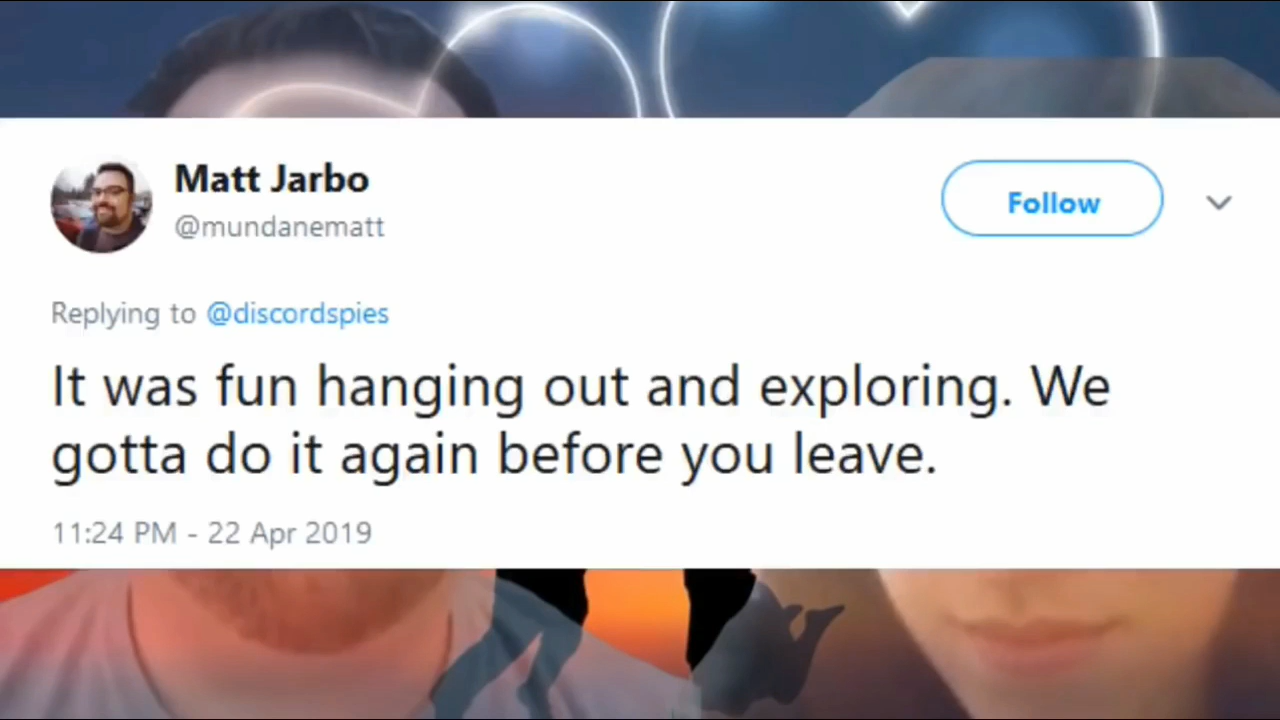 Matt Jarbo
@mundanematt
Follow
Replying to @discordspies
It was fun hanging out and exploring. We
gotta do it again before you leave.
11:24 PM - 22 Apr 2019